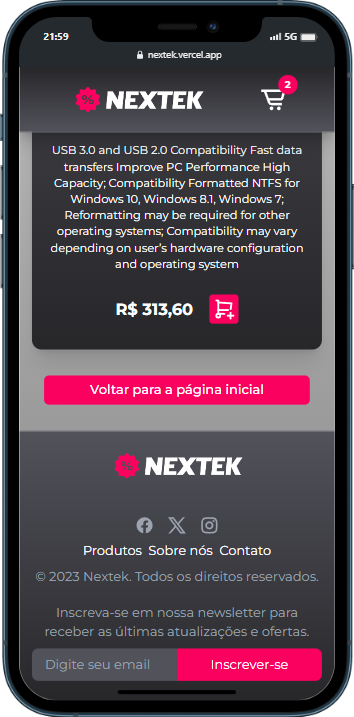 21:59
5G
nextek.vercel.app
% NEXTEK
2
USB 3.0 and USB 2.0 Compatibility Fast data
transfers Improve PC Performance High
Capacity; Compatibility Formatted NTFS for
Windows 10, Windows 8.1, Windows 7;
Reformatting may be required for other
operating systems; Compatibility may vary
depending on user's hardware configuration
and operating system
R$ 313,60
Voltar para a página inicial
% NEXTEK
Produtos Sobre nós Contato
© 2023 Nextek. Todos os direitos reservados.
Inscreva-se em nossa newsletter para
receber as últimas atualizações e ofertas.
Digite seu email
Inscrever-se